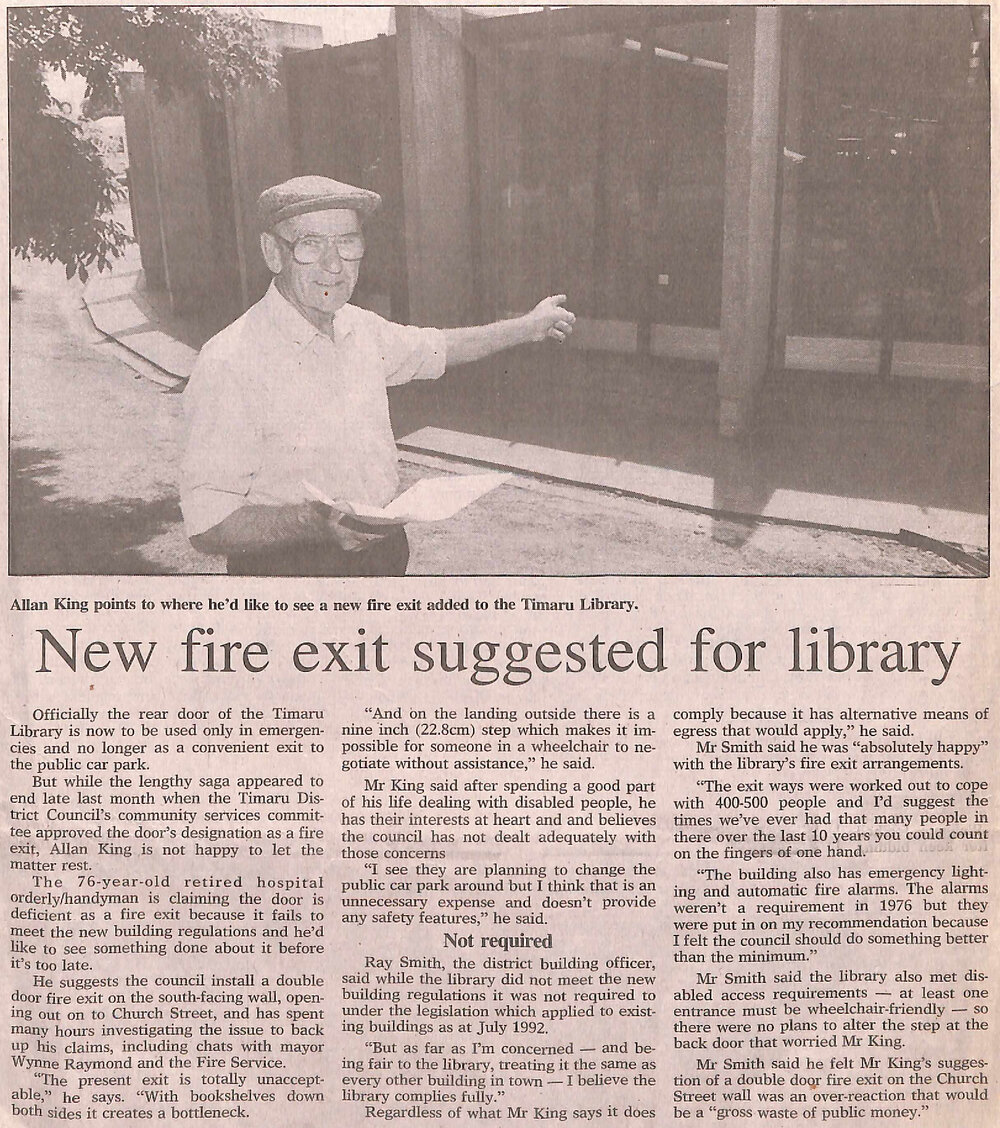 Allan King points to where he'd like to see a new fire exit added to the Timaru Library.
New fire exit suggested for library
Officially the rear door of the Timaru
Library is now to be used only in emergen-
cies and no longer as a convenient exit to
the public car park.
But while the lengthy saga appeared to
end late last month when the Timaru Dis-
trict Council's community services commit-
tee approved the door's designation as a fire
exit, Allan King is not happy to let the
matter rest.
The 76-year-old retired hospital
orderly/handyman is claiming the door is
deficient as a fire exit because it fails to
meet the new building regulations and he'd
like to see something done about it before
it's too late.
He suggests the council install a double
door fire exit on the south-facing wall, open-
ing out on to Church Street, and has spent
many hours investigating the issue to back
up his claims, including chats with mayor
Wynne Raymond and the Fire Service.
"The present exit is totally unaccept-
able," he says. "With bookshelves down
both sides it creates a bottleneck.
"And on the landing outside there is a
nine inch (22.8cm) step which makes it im-
possible for someone in a wheelchair to ne-
gotiate without assistance," he said.
Mr King said after spending a good part
of his life dealing with disabled people, he
has their interests at heart and and believes
the council has not dealt adequately with
those concerns
"I see they are planning to change the
public car park around but I think that is an
unnecessary expense and doesn't provide
any safety features," he said.
Not required
Ray Smith, the district building officer,
said while the library did not meet the new
building regulations it was not required to
under the legislation which applied to exist-
ing buildings as at July 1992.
"But as far as I'm concerned — and be-
ing fair to the library, treating it the same as
every other building in town — I believe the
library complies fully."
Regardless of what Mr King says it does
comply because it has alternative means of
egress that would apply," he said.
Mr Smith said he was "absolutely happy"
with the library's fire exit arrangements.
"The exit ways were worked out to cope
with 400-500 people and I'd suggest the
times we've ever had that many people in
there over the last 10 years you could count
on the fingers of one hand.
"The building also has emergency light-
ing and automatic fire alarms. The alarms
weren't a requirement in 1976 but they
were put in on my recommendation because
I felt the council should do something better
than the minimum."
Mr Smith said the library also met dis-
abled access requirements — at least one
entrance must be wheelchair-friendly — so
there were no plans to alter the step at the
back door that worried Mr King.
Mr Smith said he felt Mr King's sugges-
tion of a double door fire exit on the Church
Street wall was an over-reaction that would
be a "gross waste of public money."